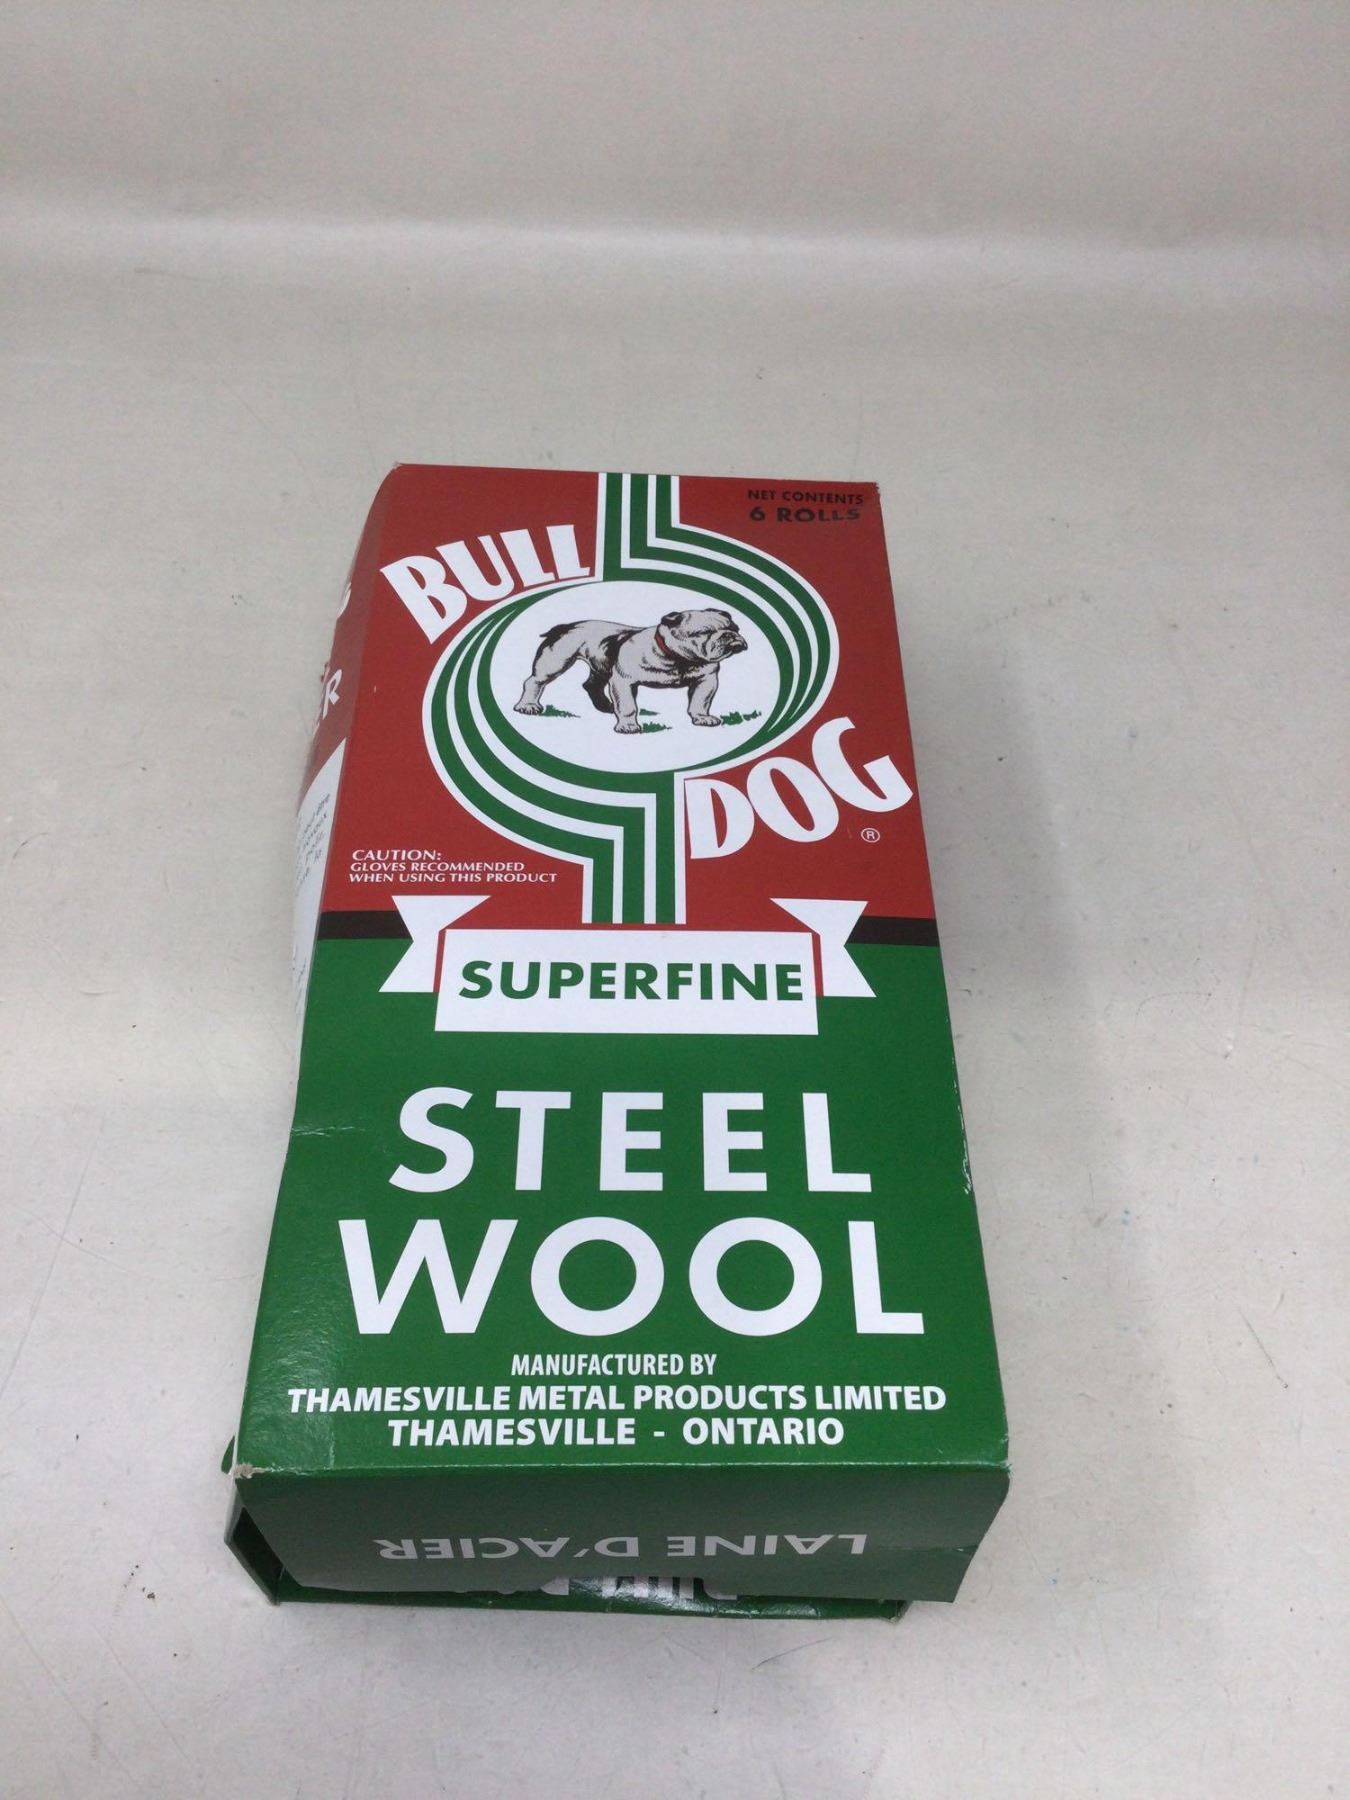 NET CONTENTS
6 ROLLS
BULL
DOG
®
CAUTION:
GLOVES RECOMMENDED
WHEN USING THIS PRODUCT
SUPERFINE
STEEL
WOOL
MANUFACTURED BY
THAMESVILLE METAL PRODUCTS LIMITED
THAMESVILLE - ONTARIO
LAINE D'ACIER